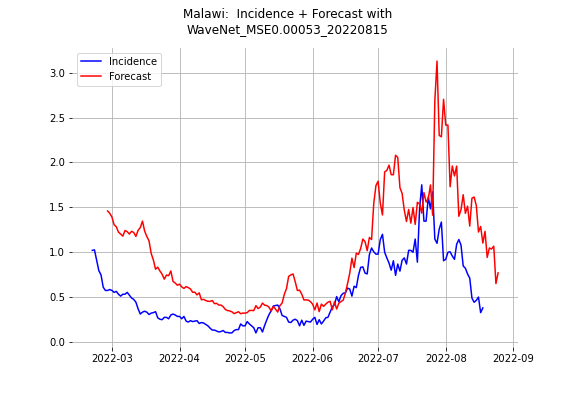 Malawi:  Incidence + Forecast with
WaveNet_MSE0.00053_20220815
Incidence
Forecast
3.0
2.5
2.0
1.5
1.0
0.5
0.0
2022-03 2022-04 2022-05 2022-06 2022-07 2022-08 2022-09